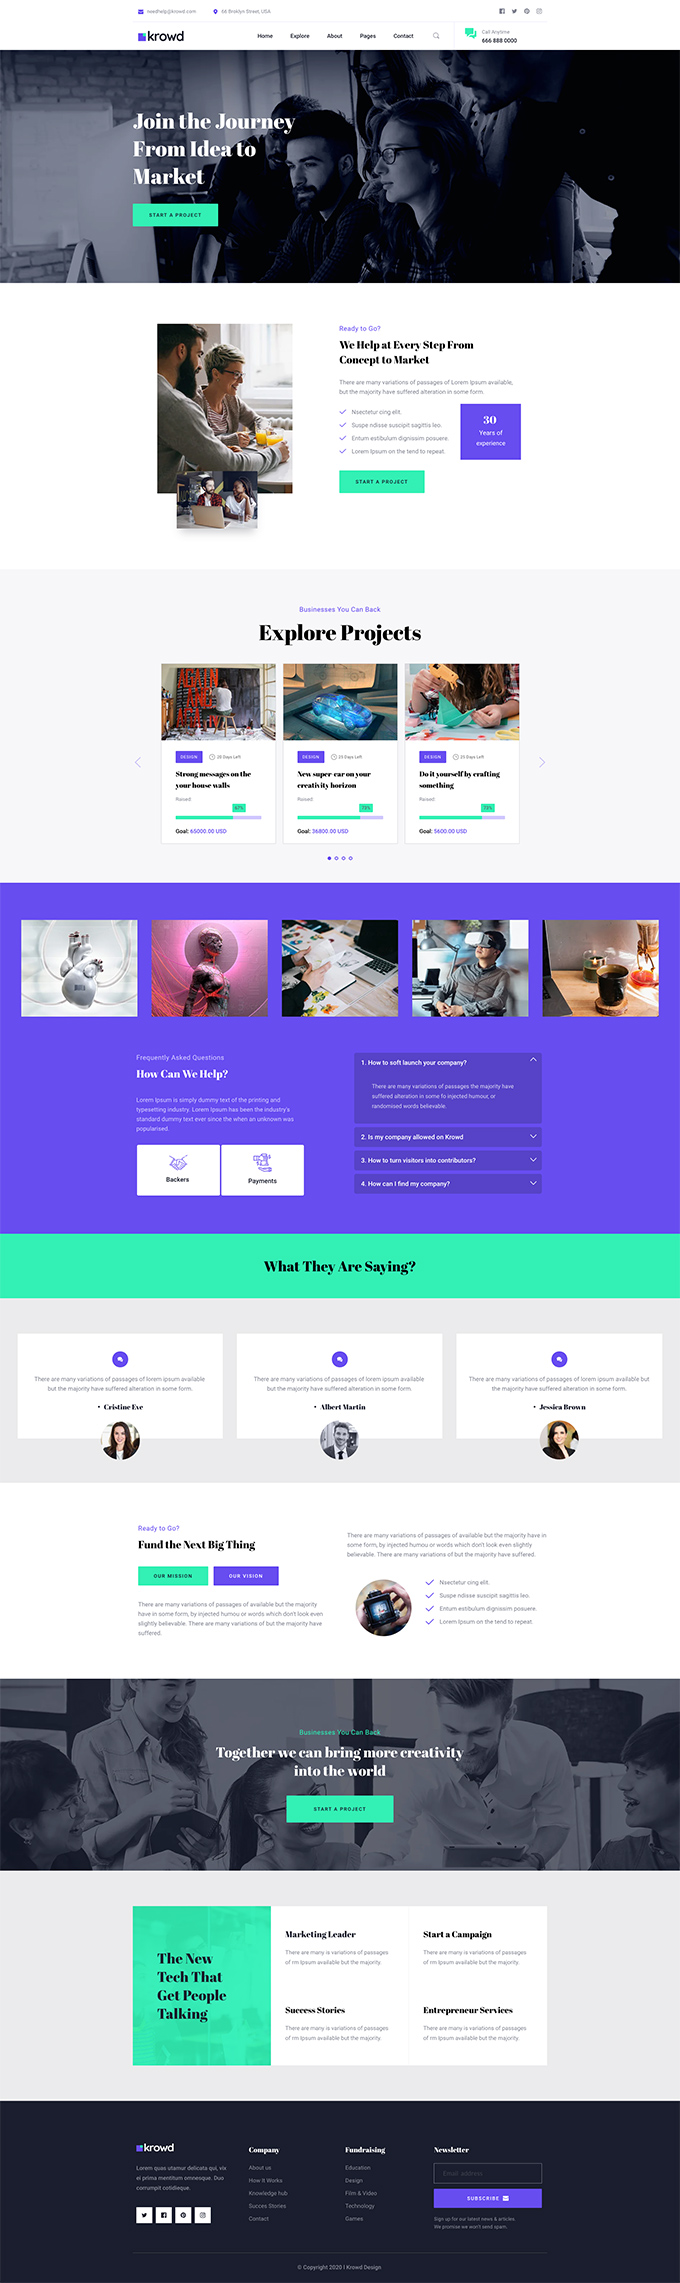 needhelp@krowd.com
66 Broklyn Street, USA
krowd
Home
Explore
About
Pages
Contact
Call Anytime
666 888 0000
Join the Journey
From Idea to
Market
START A PROJECT
Ready to Go?
We Help at Every Step From
Concept to Market
There are many variations of passages of Lorem Ipsum available,
but the majority have suffered alteration in some form.
Nsectetur cing elit.
Suspe ndisse suscipit sagittis leo.
Entum estibulum dignissim posuere.
Lorem Ipsum on the tend to repeat.
30
Years of
experience
START A PROJECT
Businesses You Can Back
Explore Projects
DESIGN
20 Days Left
Strong messages on the
your house walls
Raised:
67%
Goal: 65000.00 USD
DESIGN
25 Days Left
New super-car on your
creativity horizon
Raised:
73%
Goal: 36800.00 USD
DESIGN
25 Days Left
Do it yourself by crafting
something
Raised:
73%
Goal: 5600.00 USD
Frequently Asked Questions
How Can We Help?
Lorem Ipsum is simply dummy text of the printing and
typesetting industry. Lorem Ipsum has been the industry's
standard dummy text ever since the when an unknown was
popularised.
Backers
Payments
1. How to soft launch your company?
There are many variations of passages the majority have
suffered alteration in some fo injected humour, or
randomised words believable.
2. Is my company allowed on Krowd
3. How to turn visitors into contributors?
4. How can I find my company?
What They Are Saying?
There are many variations of passages of lorem ipsum available
but the majority have suffered alteration in some form.
Cristine Eve
There are many variations of passages of lorem ipsum available
but the majority have suffered alteration in some form.
Albert Martin
There are many variations of passages of lorem ipsum available but
the majority have suffered alteration in some form.
Jessica Brown
Ready to Go?
Fund the Next Big Thing
OUR MISSION
OUR VISION
There are many variations of passages of available but the majority
have in some form, by injected humou or words which don't look even
slightly believable. There are many variations of but the majority have
suffered.
There are many variations of passages of available but the majority have in
some form, by injected humou or words which don't look even slightly
believable. There are many variations of but the majority have suffered.
Nsectetur cing elit.
Suspe ndisse suscipit sagittis leo.
Entum estibulum dignissim posuere.
Lorem Ipsum on the tend to repeat.
Businesses You Can Back
Together we can bring more creativity
into the world
START A PROJECT
The New
Tech That
Get People
Talking
Marketing Leader
There are many is variations of passages
of rm Ipsum available but the majority.
Start a Campaign
There are many is variations of passages
of rm Ipsum available but the majority.
Success Stories
There are many is variations of passages
of rm Ipsum available but the majority.
Entrepreneur Services
There are many is variations of passages
of rm Ipsum available but the majority.
krowd
Lorem quas utamur delicata qui, vix
ei prima mentitum omnesque. Duo
corrumpit cotidieque.
Company
About us
How It Works
Knowledge hub
Succes Stories
Contact
Fundraising
Education
Design
Film & Video
Technology
Games
Newsletter
Email address
SUBSCRIBE
Sign up for our latest news & articles.
We promise we won't spam.
© Copyright 2020 | Krowd Design